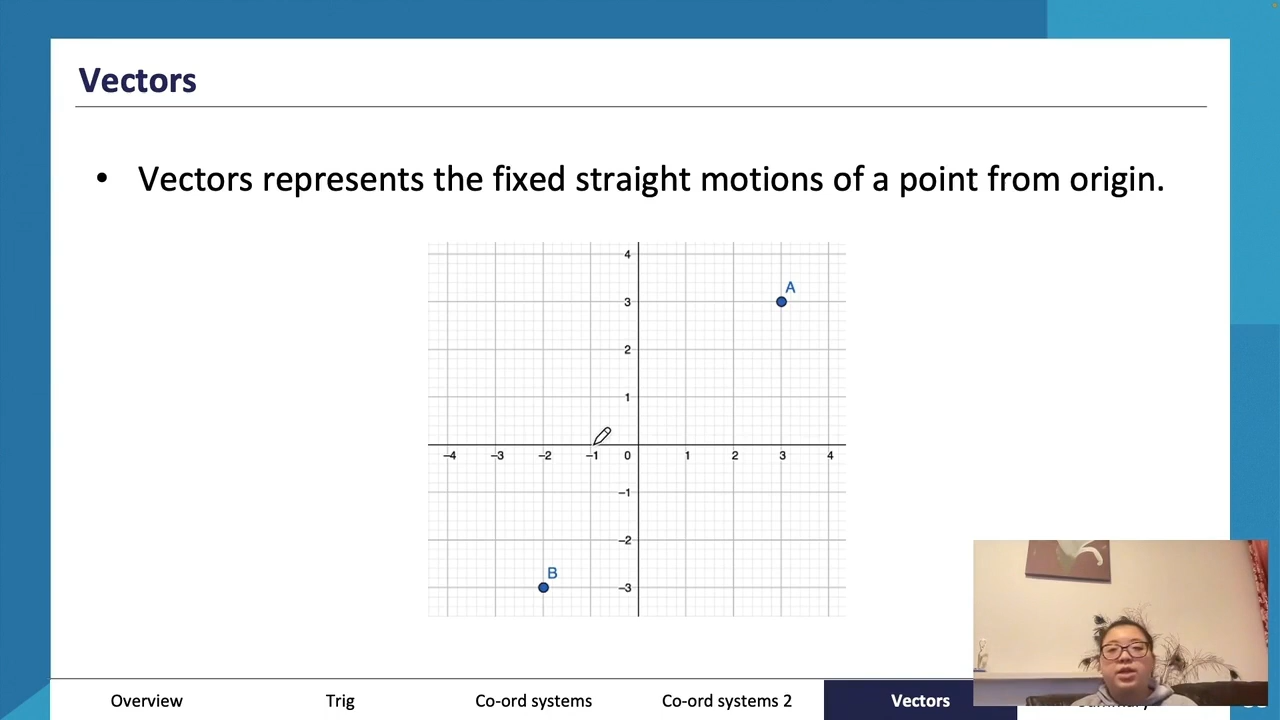 Vectors
• Vectors represents the fixed straight motions of a point from origin.
4
A
3
2
1
–4 –3 –2 –1 0 1 2 3 4
–1
–2
B
–3
Overview Trig Co-ord systems Co-ord systems 2 Vectors